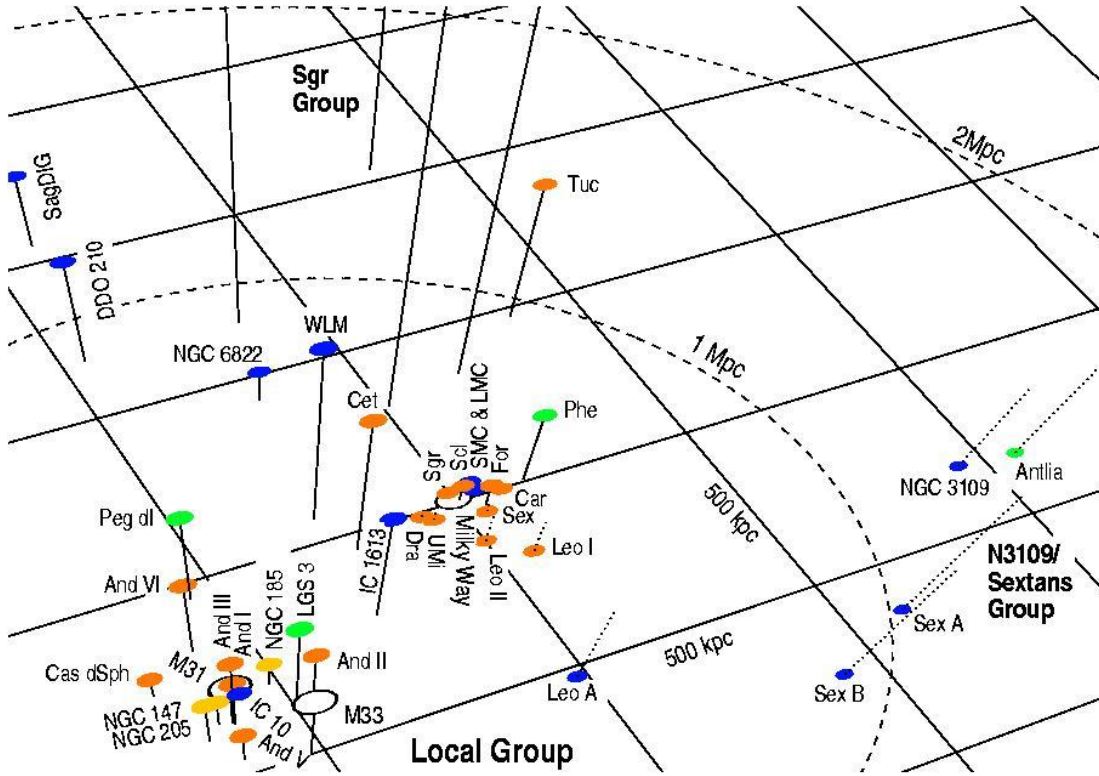 Sgr
Group
2Mpc
SagDIG
Tuc
DDO 210
WLM
NGC 6822
1 Mpc
Cet
Phe
SMC & LMC
Scl
For
Sgr
Car
Sex
Antlia
NGC 3109
500 kpc
Peg dI
IC 1613
Dra
UMi
Milky Way
Leo II
Leo I
N3109/
Sextans
Group
And VI
And III
And I
NGC 185
LGS 3
Sex A
500 kpc
Cas dSph
M31
And II
Leo A
Sex B
NGC 147
NGC 205
IC 10
And V
M33
Local Group